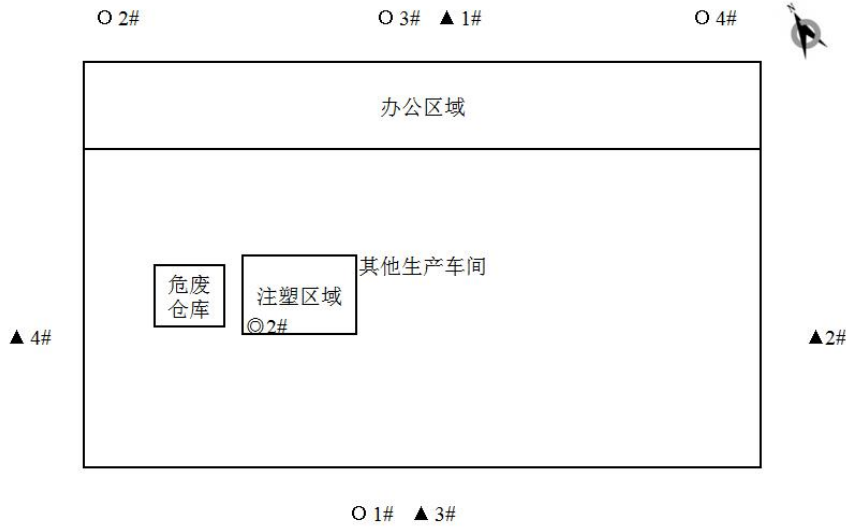 ○ 2#
○ 3# ▲ 1#
○ 4#
N
办公区域
其他生产车间
危废
仓库
注塑区域
◎2#
▲ 4#
▲2#
○ 1# ▲ 3#